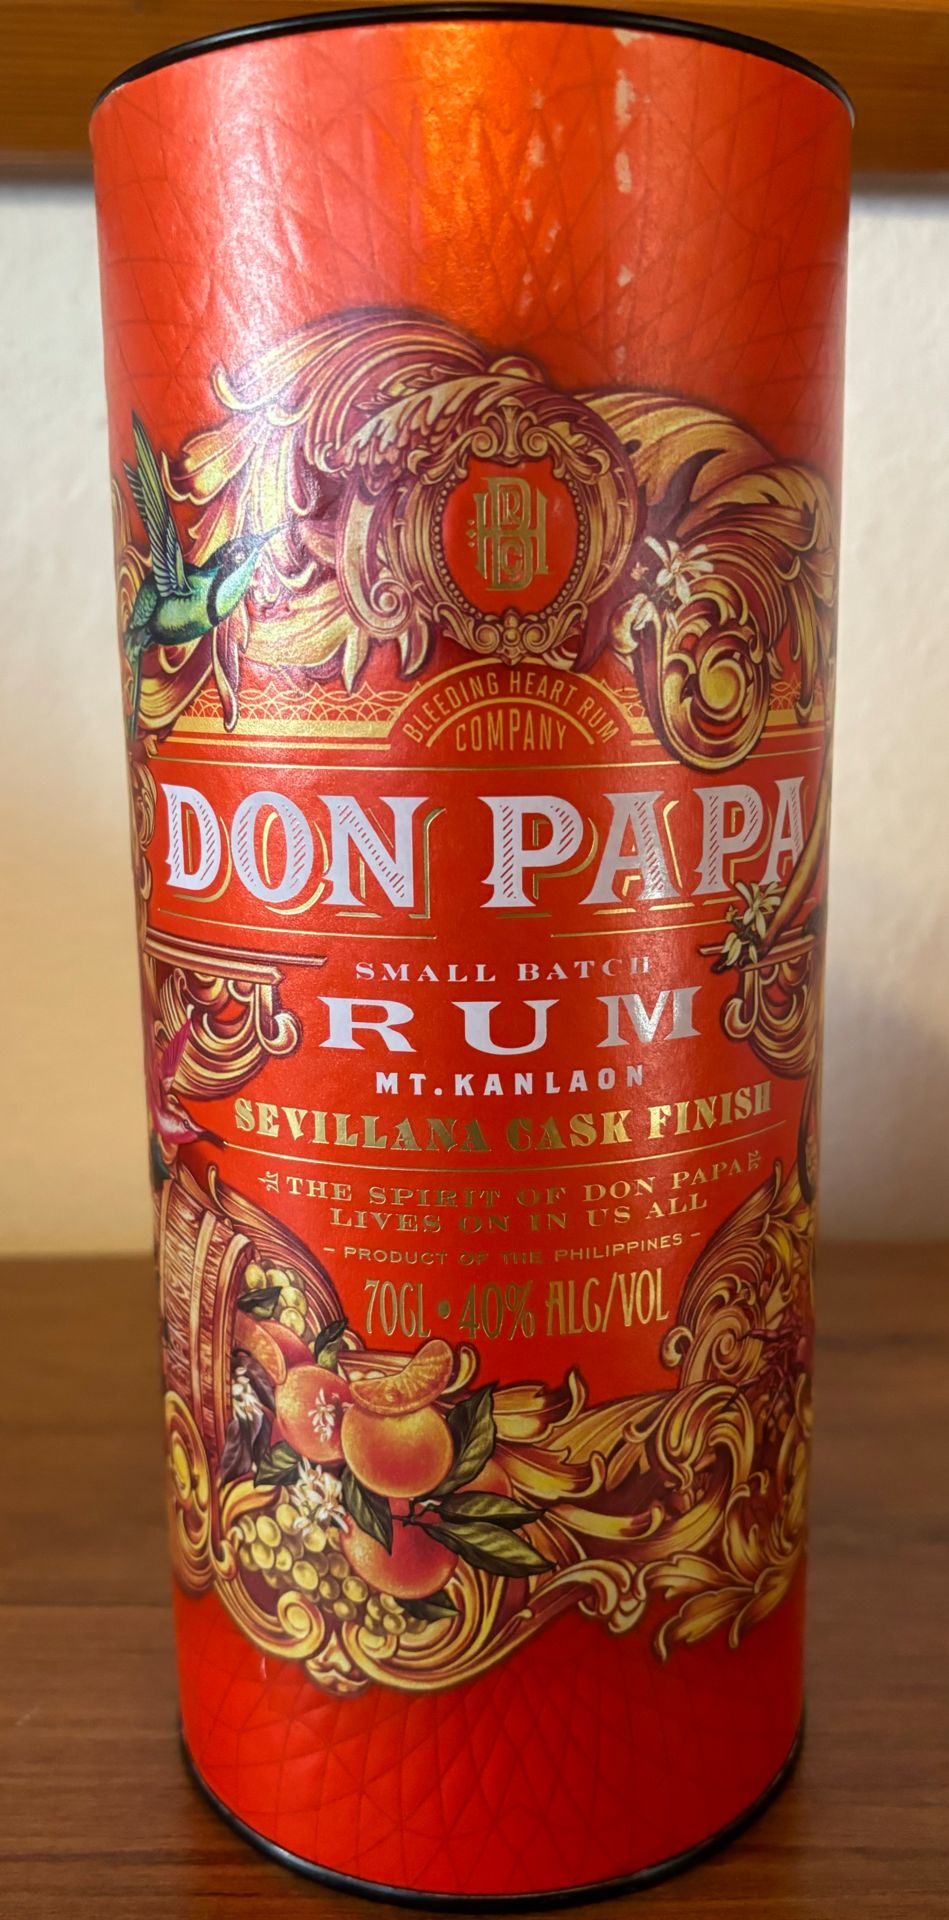 BLEEDING HEART RUM
COMPANY
DON PAPA
SMALL BATCH
RUM
MT. KANLAON
SEVILLANA CASK FINISH
THE SPIRIT OF DON PAPA
LIVES ON IN US ALL
– PRODUCT OF THE PHILIPPINES –
70CL • 40% ALC/VOL